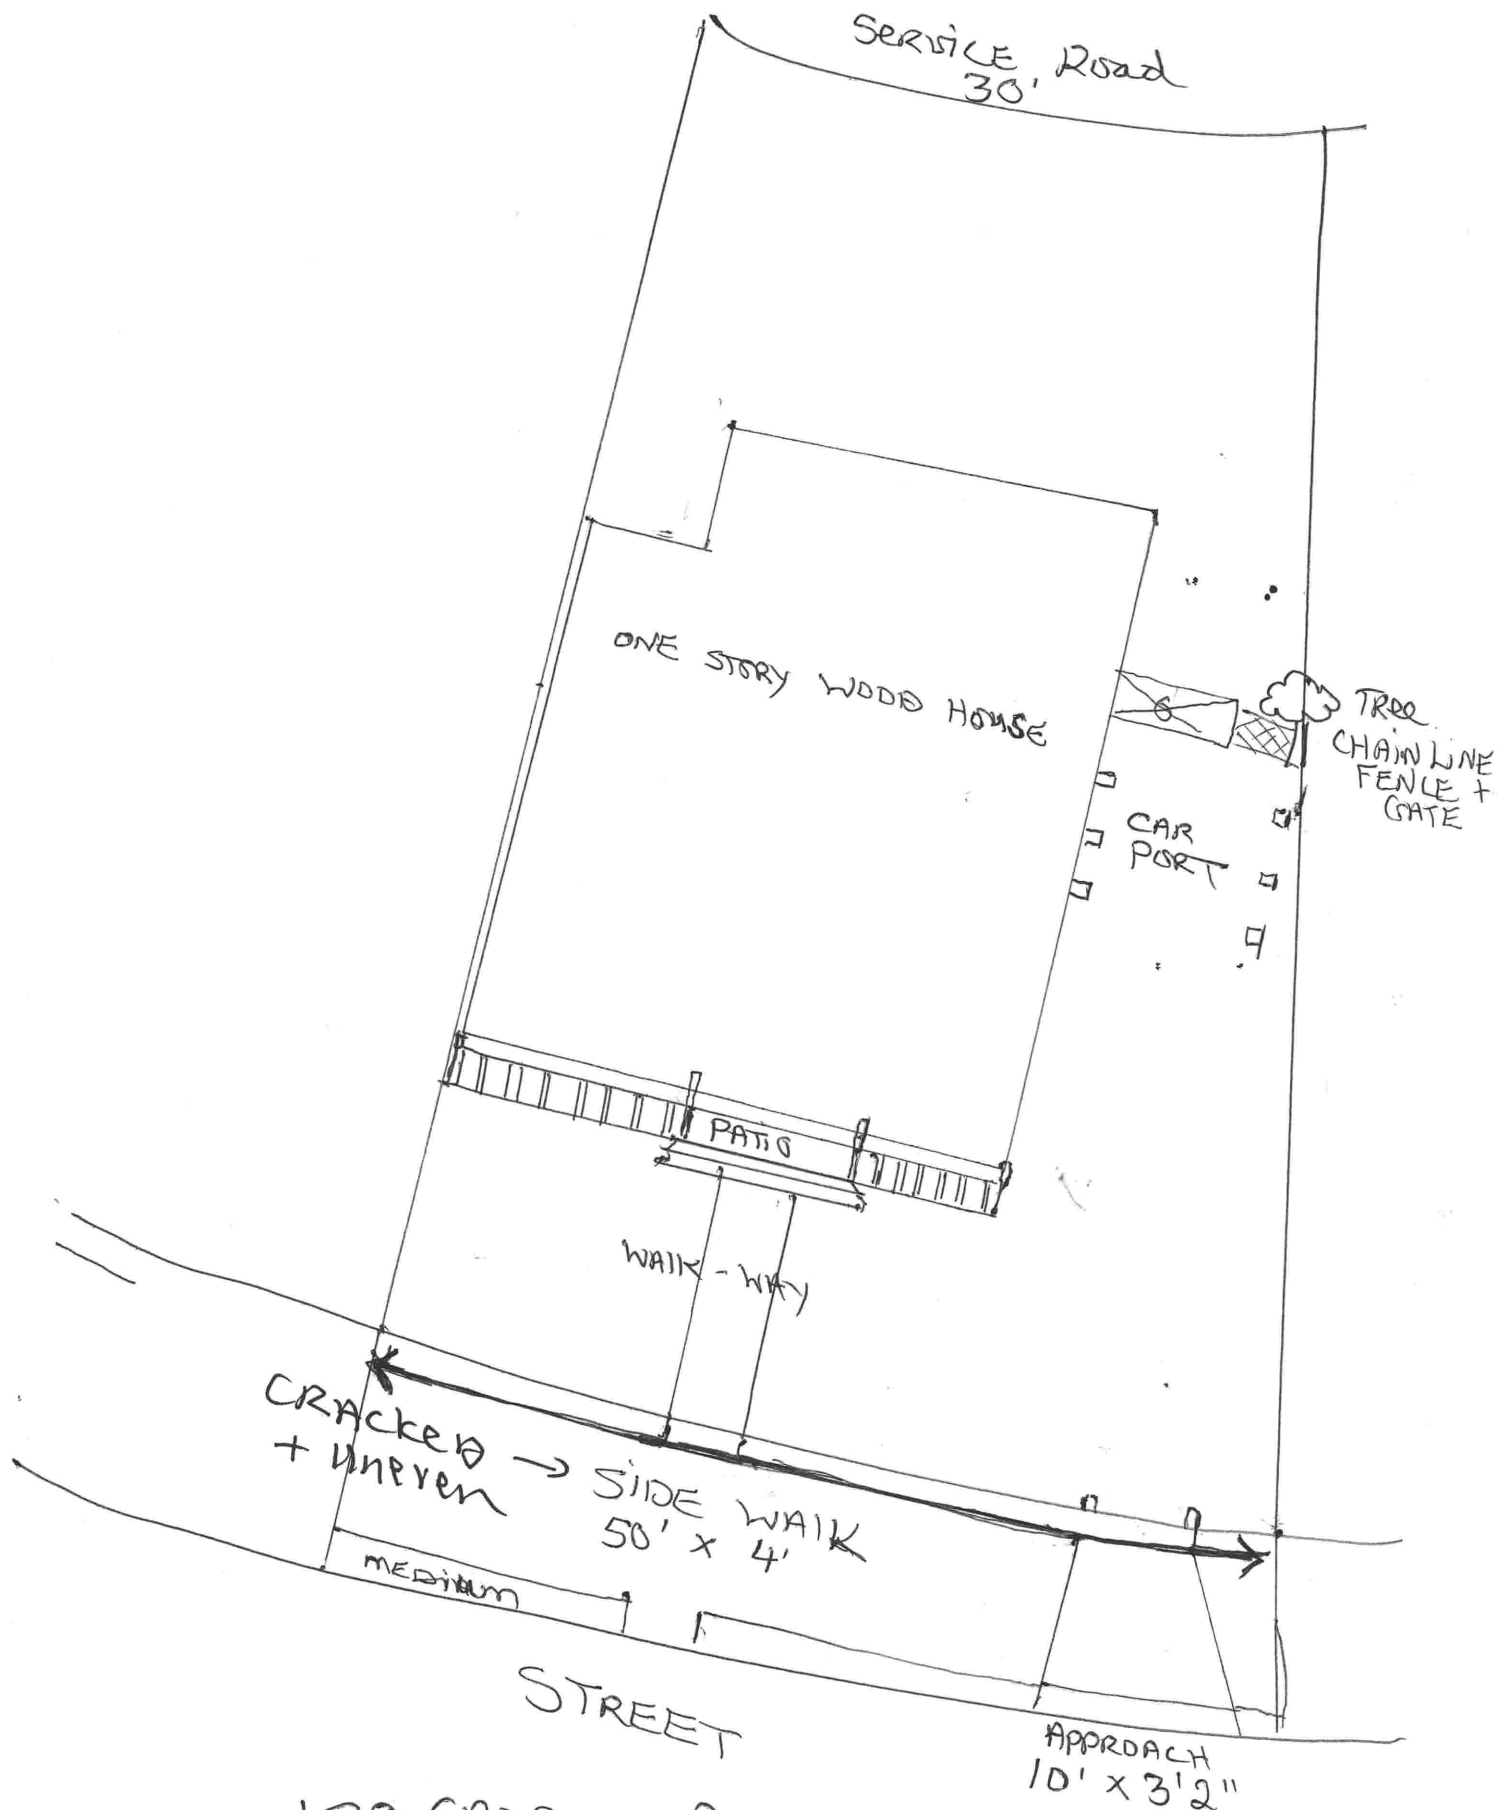 SERVICE Road
30'
ONE STORY WOOD HOUSE
TREE
CHAIN LINE
FENCE +
GATE
CAR
PORT
PATIO
WAlK-WAY
CRACKED
+ UNEVEN → SIDE WAlK
50' x 4'
MEDIUM
STREET
APPROACH
10' x 3'2"